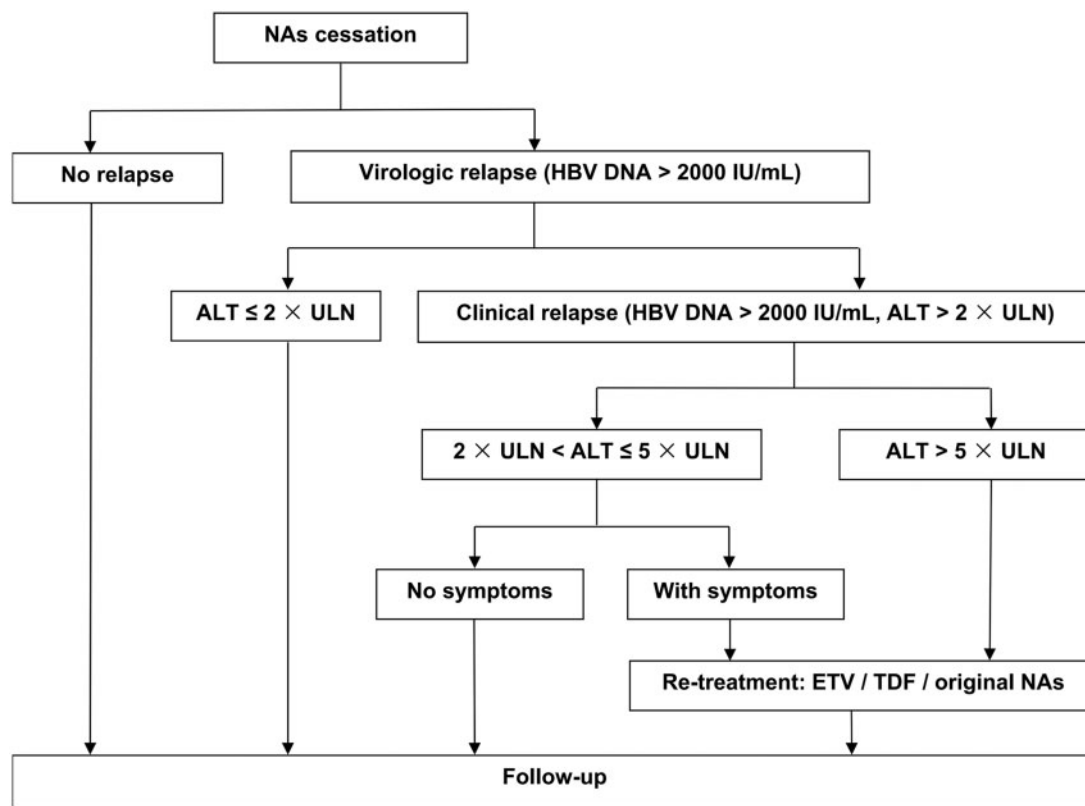 NAs cessation
No relapse
Virologic relapse (HBV DNA > 2000 IU/mL)
ALT ≤ 2 × ULN
Clinical relapse (HBV DNA > 2000 IU/mL, ALT > 2 × ULN)
2 × ULN < ALT ≤ 5 × ULN
ALT > 5 × ULN
No symptoms
With symptoms
Re-treatment: ETV / TDF / original NAs
Follow-up